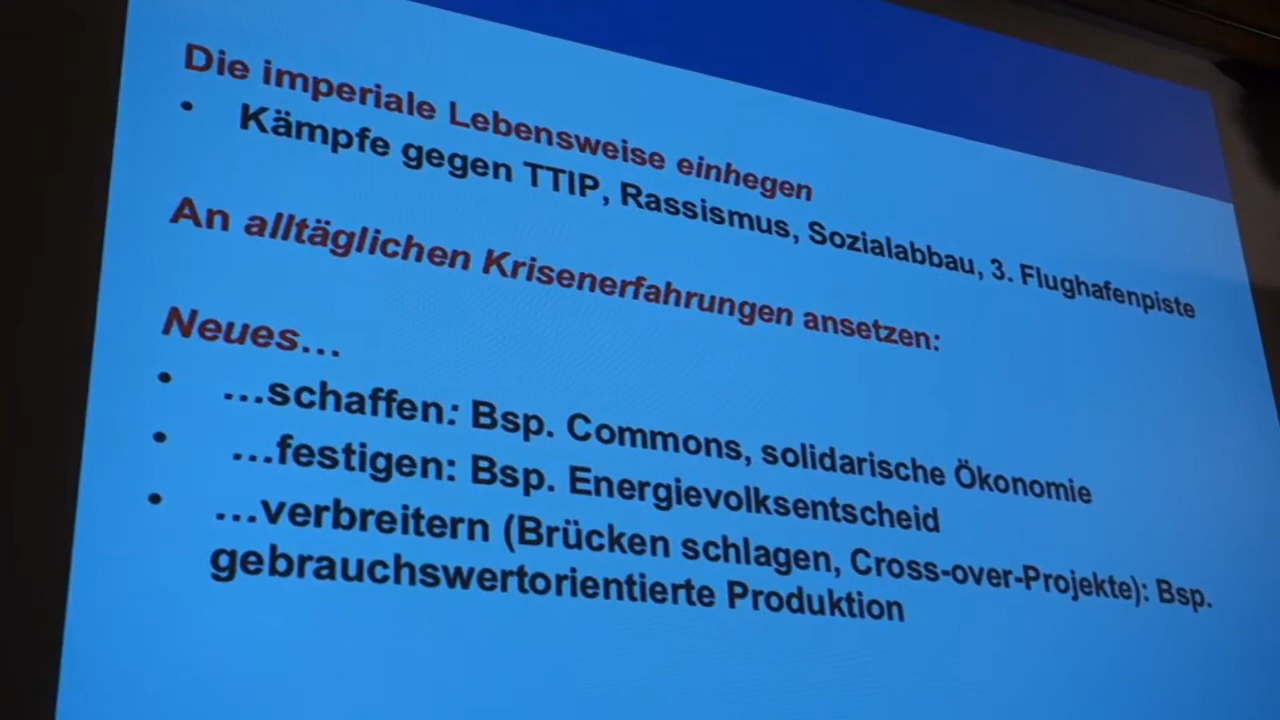 Die imperiale Lebensweise einhegen
• Kämpfe gegen TTIP, Rassismus, Sozialabbau, 3. Flughafenpiste
An alltäglichen Krisenerfahrungen ansetzen:
Neues…
• …schaffen: Bsp. Commons, solidarische Ökonomie
• …festigen: Bsp. Energievolksentscheid
• …verbreitern (Brücken schlagen, Cross-over-Projekte): Bsp.
gebrauchswertorientierte Produktion